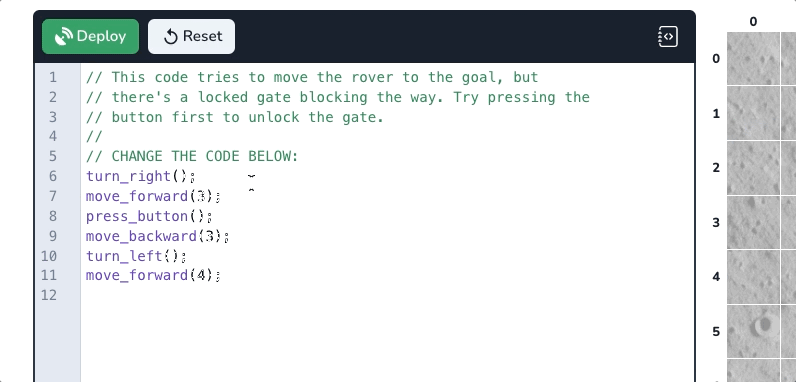 Deploy Reset
0
0
1
2
3
4
5
1 // This code tries to move the rover to the goal, but
2 // there's a locked gate blocking the way. Try pressing the
3 // button first to unlock the gate.
4 //
5 // CHANGE THE CODE BELOW:
6 turn_right();
7 move_forward(3);
8 press_button();
9 move_backward(3);
10 turn_left();
11 move_forward(4);
12